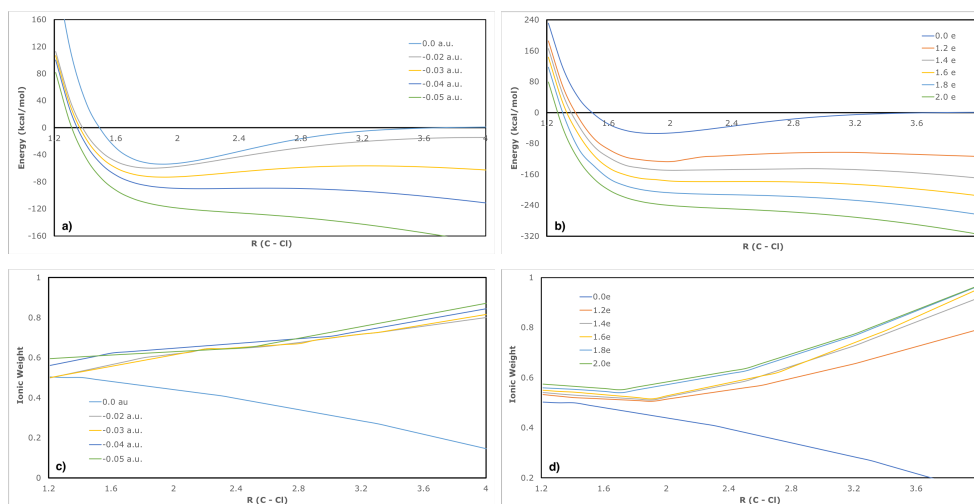 160
120
80
40
0
-40
-80
-120
-160
1.2
1.6
2
2.4
2.8
3.2
3.6
4
Energy (kcal/mol)
R (C - Cl)
0.0 a.u.
-0.02 a.u.
-0.03 a.u.
-0.04 a.u.
-0.05 a.u.
a)
240
160
80
0
-80
-160
-240
-320
1.2
1.6
2
2.4
2.8
3.2
3.6
Energy (kcal/mol)
R (C - Cl)
0.0 e
1.2 e
1.4 e
1.6 e
1.8 e
2.0 e
b)
1
0.8
0.6
0.4
0.2
0
1.2
1.6
2
2.4
2.8
3.2
3.6
4
Ionic Weight
R (C - Cl)
0.0 au
-0.02 a.u.
-0.03 a.u.
-0.04 a.u.
-0.05 a.u.
c)
1
0.8
0.6
0.4
0.2
1.2
1.6
2
2.4
2.8
3.2
3.6
Ionic Weight
R (C - Cl)
0.0e
1.2e
1.4e
1.6e
1.8e
2.0e
d)